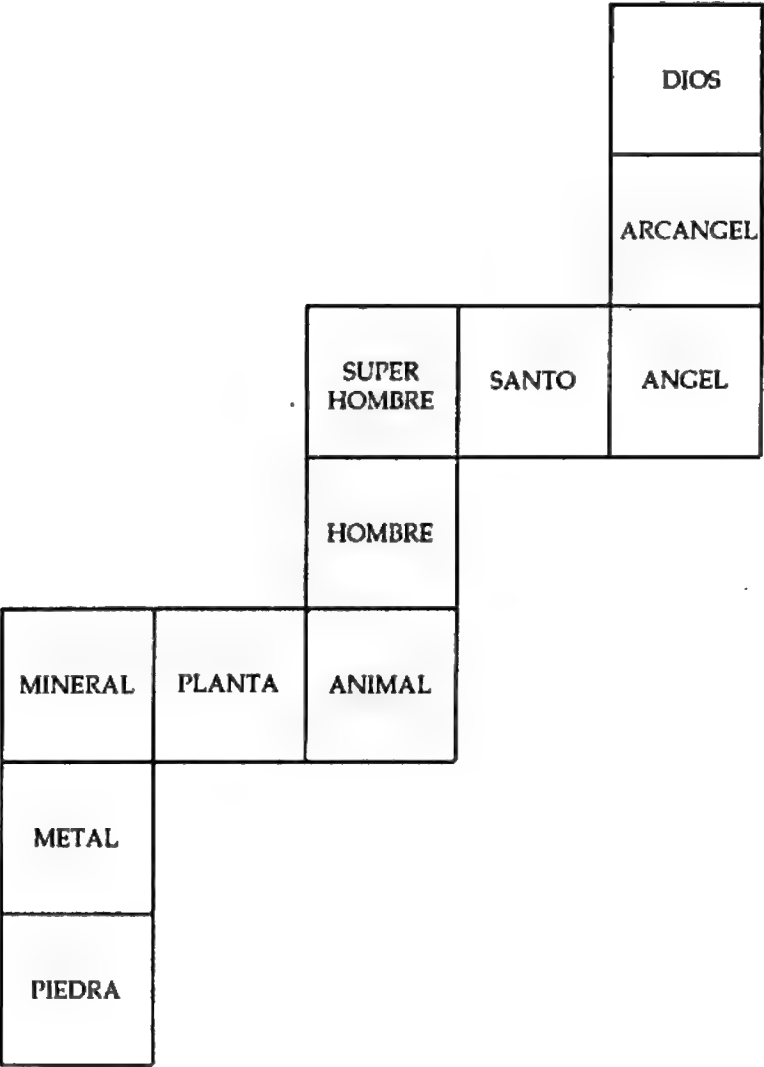 DIOS
ARCANGEL
SUPER
HOMBRE
SANTO
ANGEL
HOMBRE
MINERAL
PLANTA
ANIMAL
METAL
PIEDRA